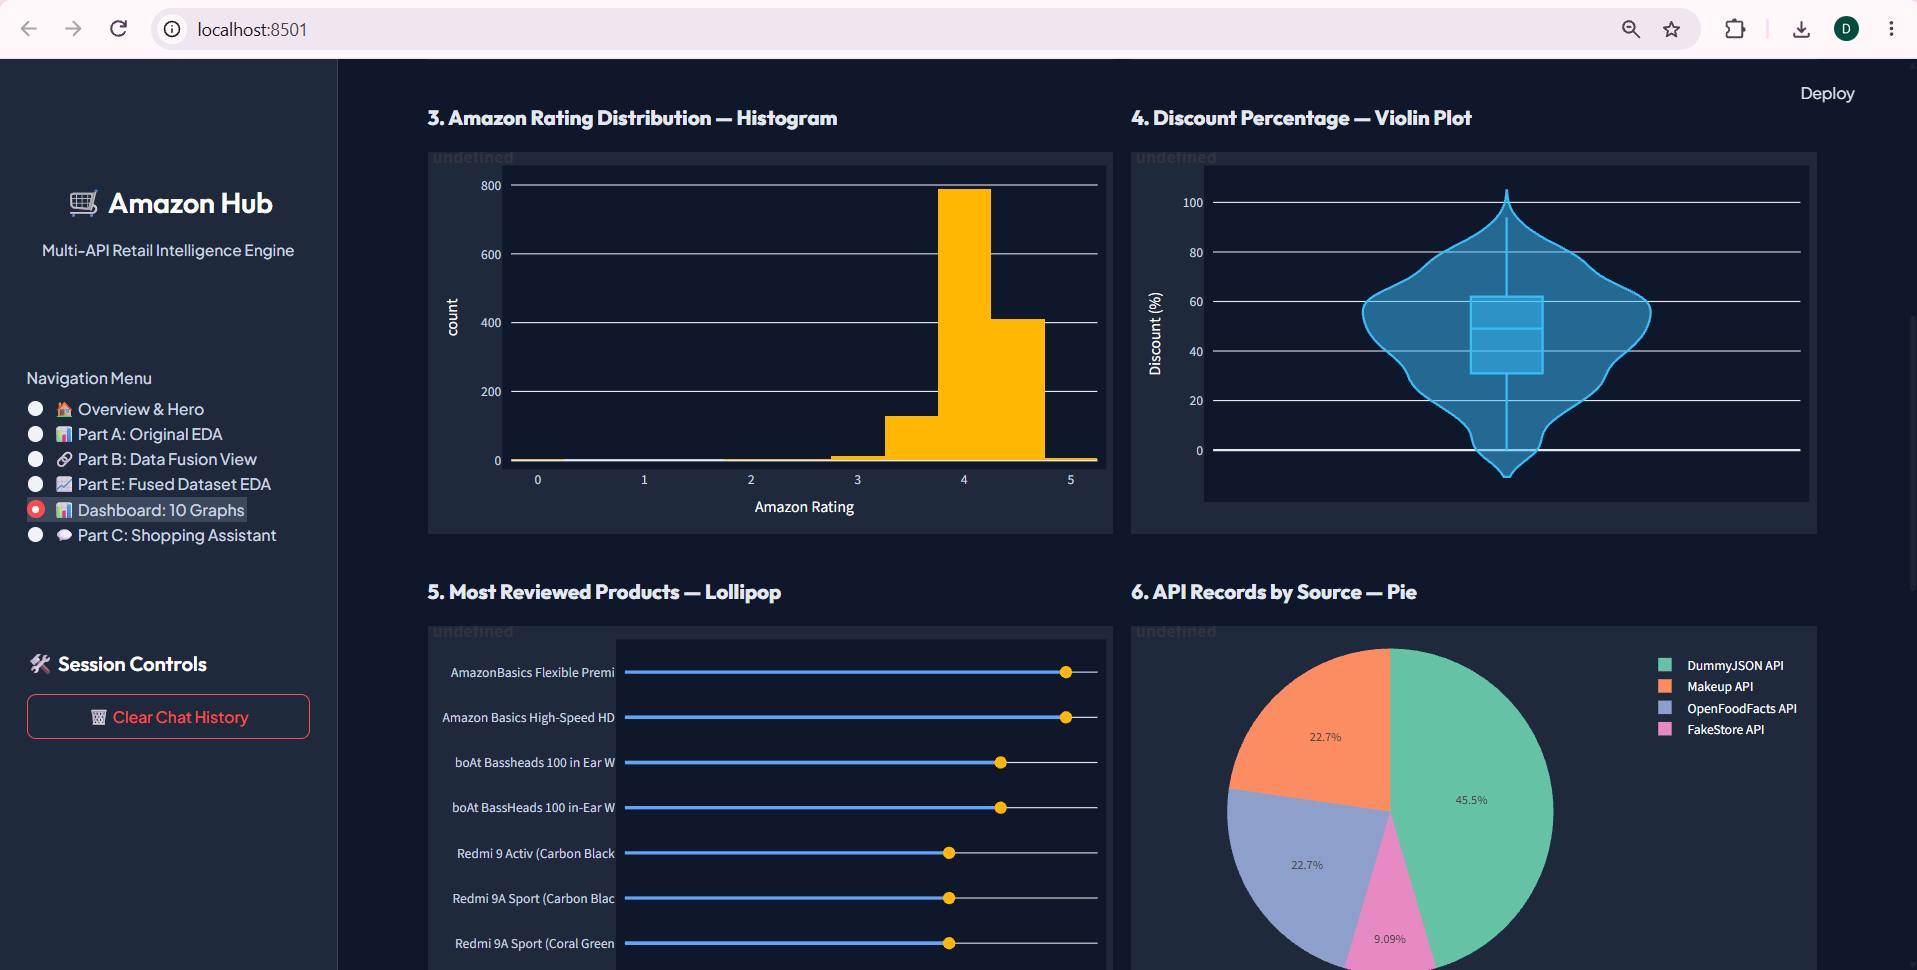 localhost:8501
D
Deploy
🛒 Amazon Hub
Multi-API Retail Intelligence Engine
Navigation Menu
🏠 Overview & Hero
📊 Part A: Original EDA
🔗 Part B: Data Fusion View
📈 Part E: Fused Dataset EDA
📊 Dashboard: 10 Graphs
💬 Part C: Shopping Assistant
🛠️ Session Controls
🗑️ Clear Chat History
3. Amazon Rating Distribution — Histogram
undefined
800
600
400
200
0
count
0 1 2 3 4 5
Amazon Rating
4. Discount Percentage — Violin Plot
undefined
100
80
60
40
20
0
Discount (%)
5. Most Reviewed Products — Lollipop
undefined
AmazonBasics Flexible Premi
Amazon Basics High-Speed HD
boAt Bassheads 100 in Ear W
boAt BassHeads 100 in-Ear W
Redmi 9 Activ (Carbon Black
Redmi 9A Sport (Carbon Blac
Redmi 9A Sport (Coral Green
6. API Records by Source — Pie
undefined
DummyJSON API
Makeup API
OpenFoodFacts API
FakeStore API
22.7%
45.5%
22.7%
9.09%